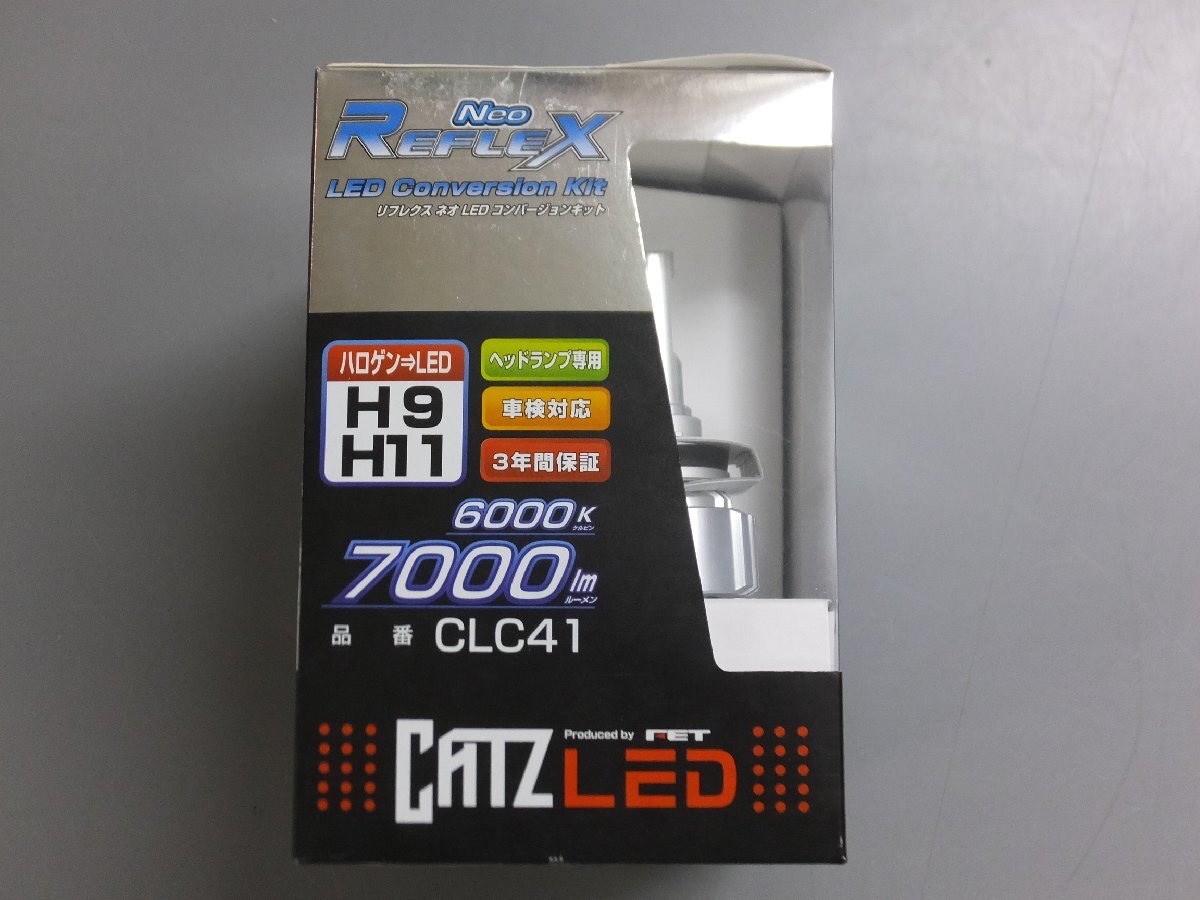 Neo
REFLEX
LED Conversion Kit
リフレクス ネオ LED コンバージョンキット
ハロゲン⇒LED
H9
H11
ヘッドランプ専用
車検対応
3年間保証
6000K
ケルビン
7000lm
ルーメン
品番 CLC41
CATZ
Produced by FET
LED